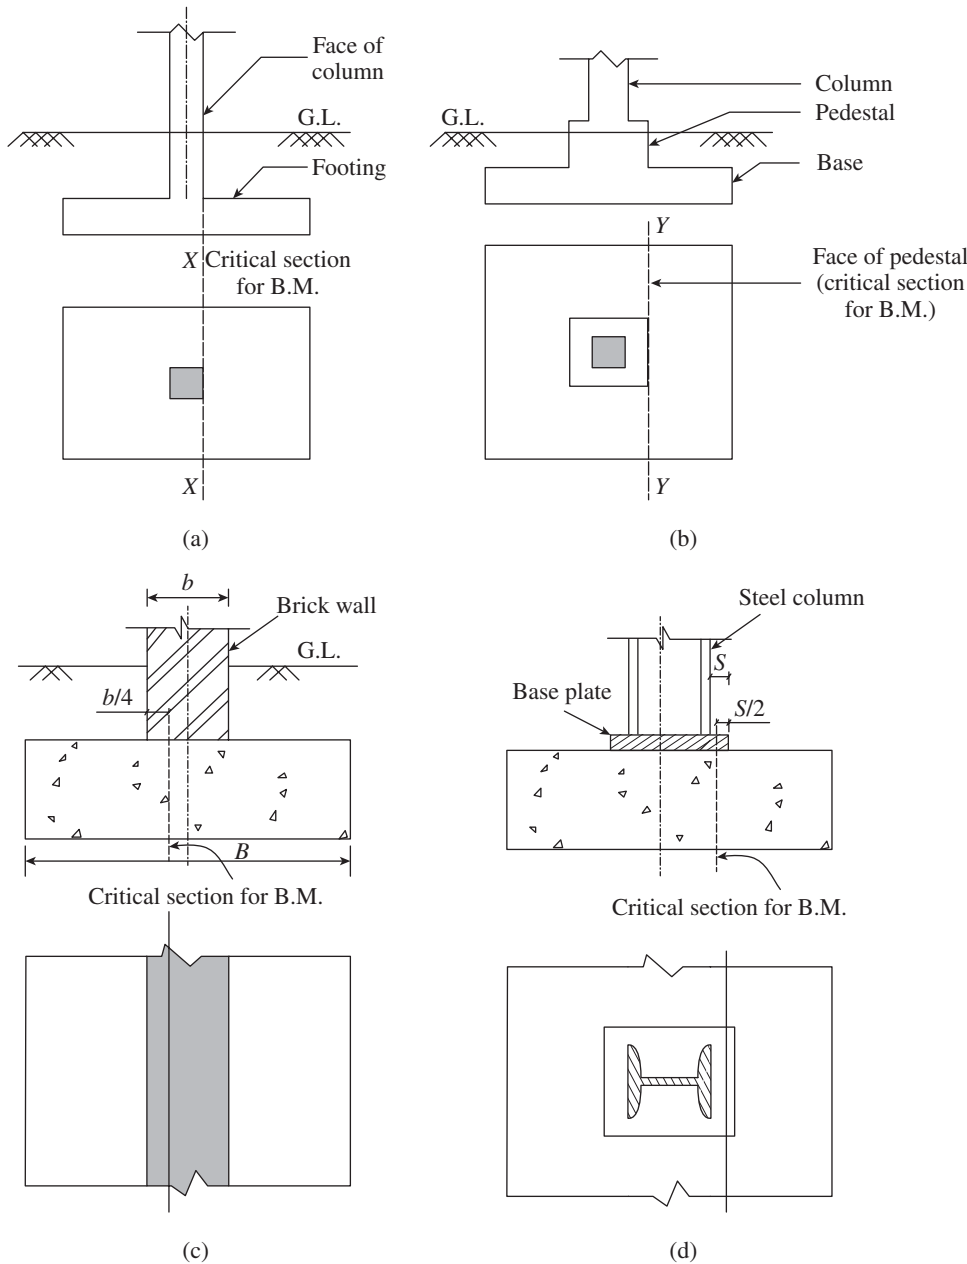 Face of
column
G.L.
Footing
X Critical section
for B.M.
X
(a)
G.L.
Column
Pedestal
Base
Y
Face of pedestal
(critical section
for B.M.)
Y
(b)
b
Brick wall
G.L.
b/4
B
Critical section for B.M.
(c)
Steel column
S
Base plate
S/2
Critical section for B.M.
(d)